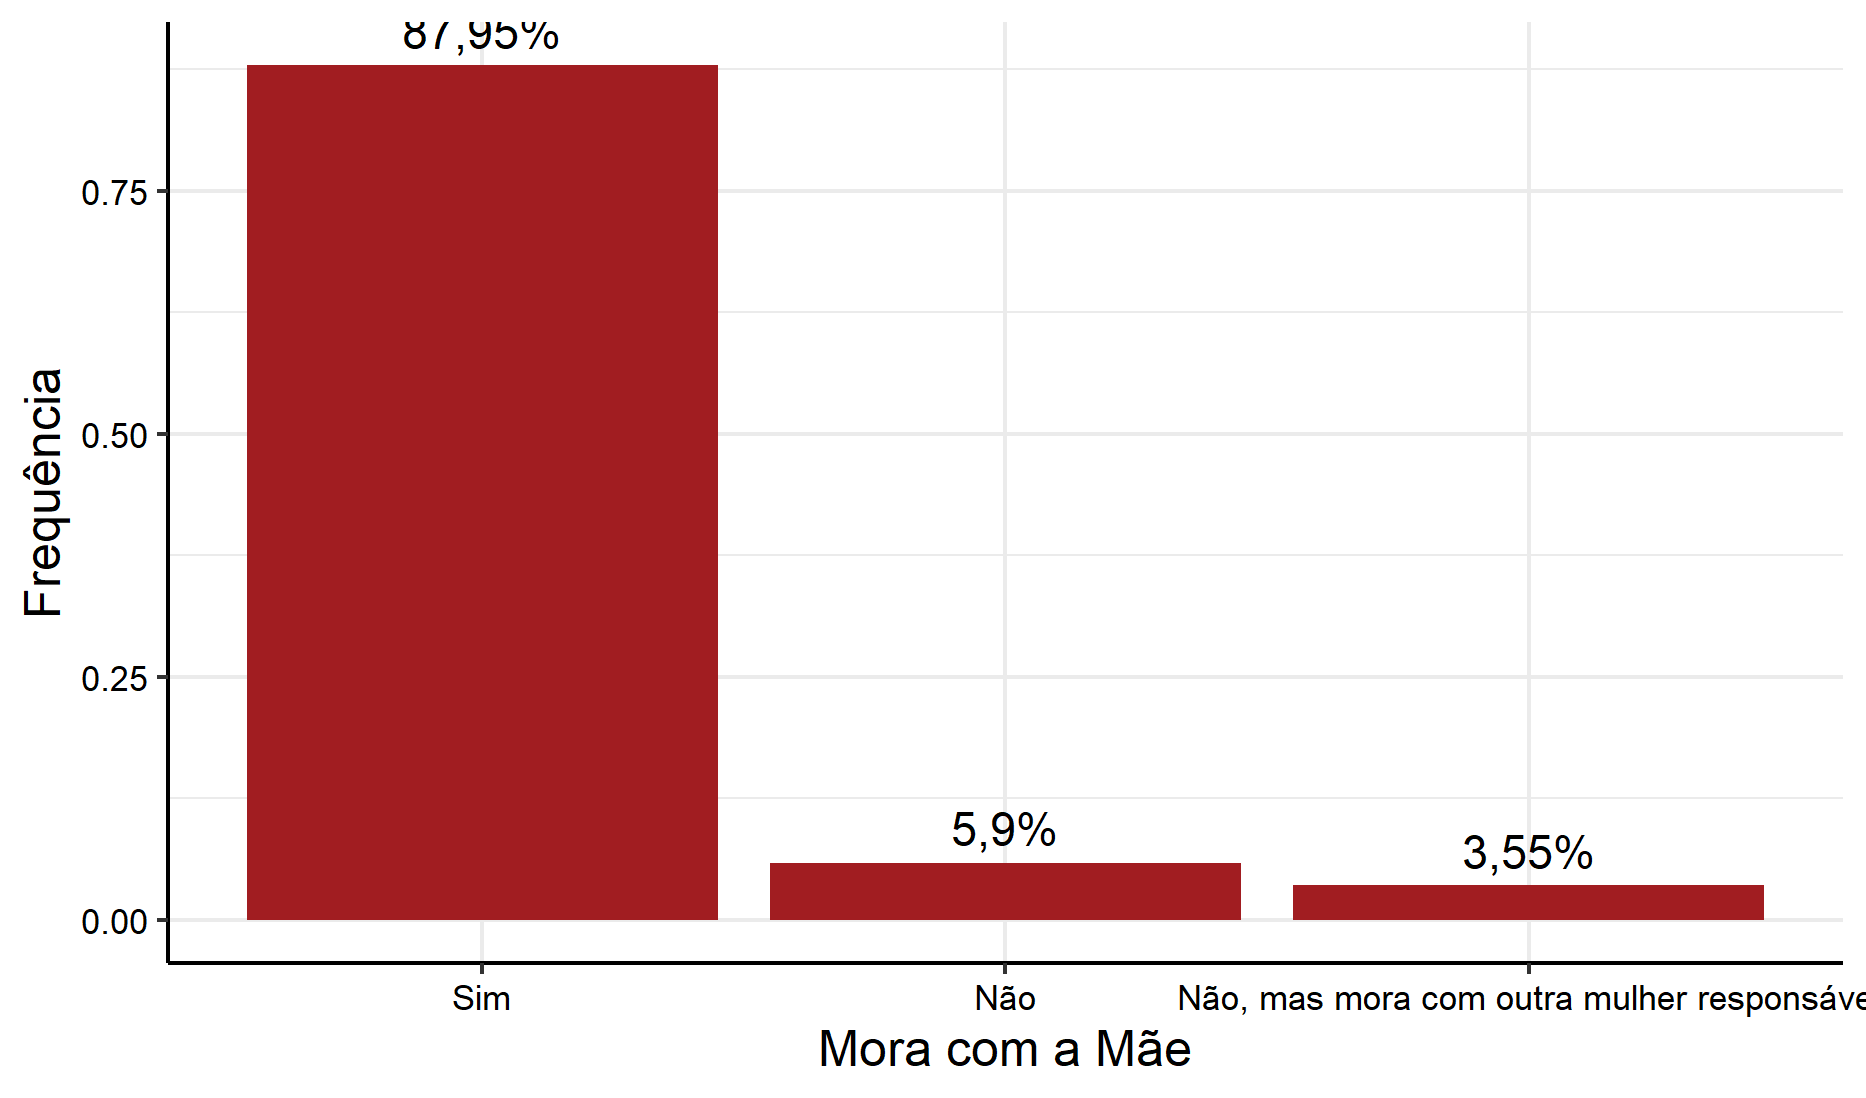 87,95%
0.75
Frequência
0.50
0.25
5,9%
3,55%
0.00
Sim
Não
Não, mas mora com outra mulher responsáve
Mora com a Mãe